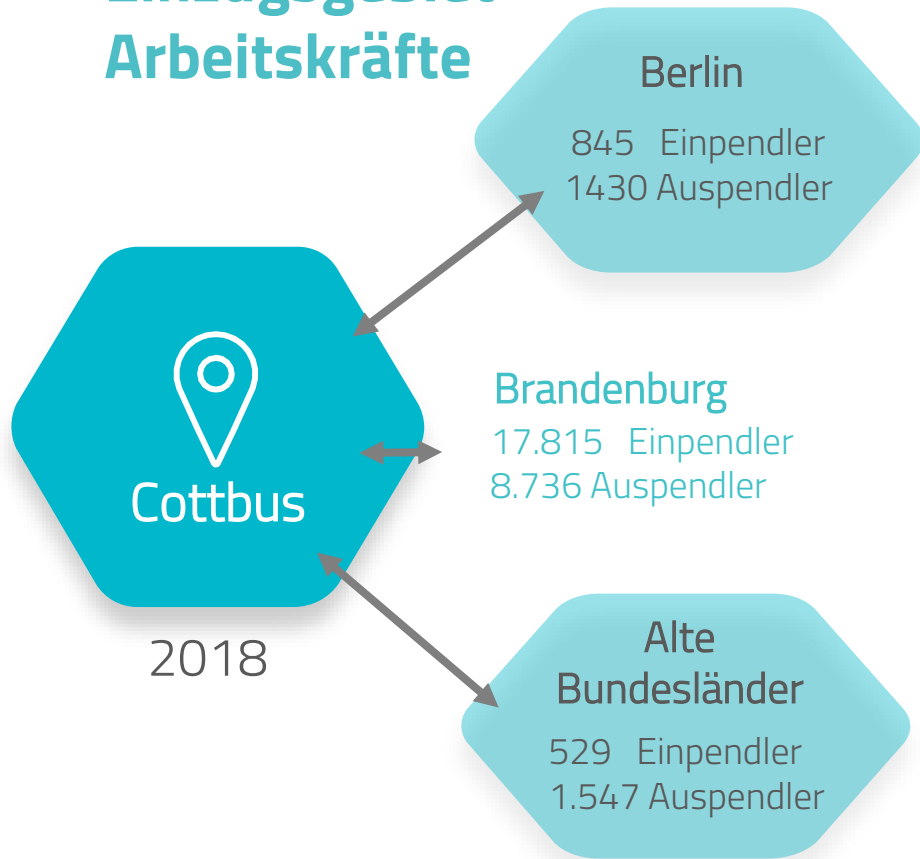 Einzugsgebiet
Arbeitskräfte
Berlin
845 Einpendler
1430 Auspendler
Brandenburg
17.815 Einpendler
8.736 Auspendler
Cottbus
2018
Alte
Bundesländer
529 Einpendler
1.547 Auspendler